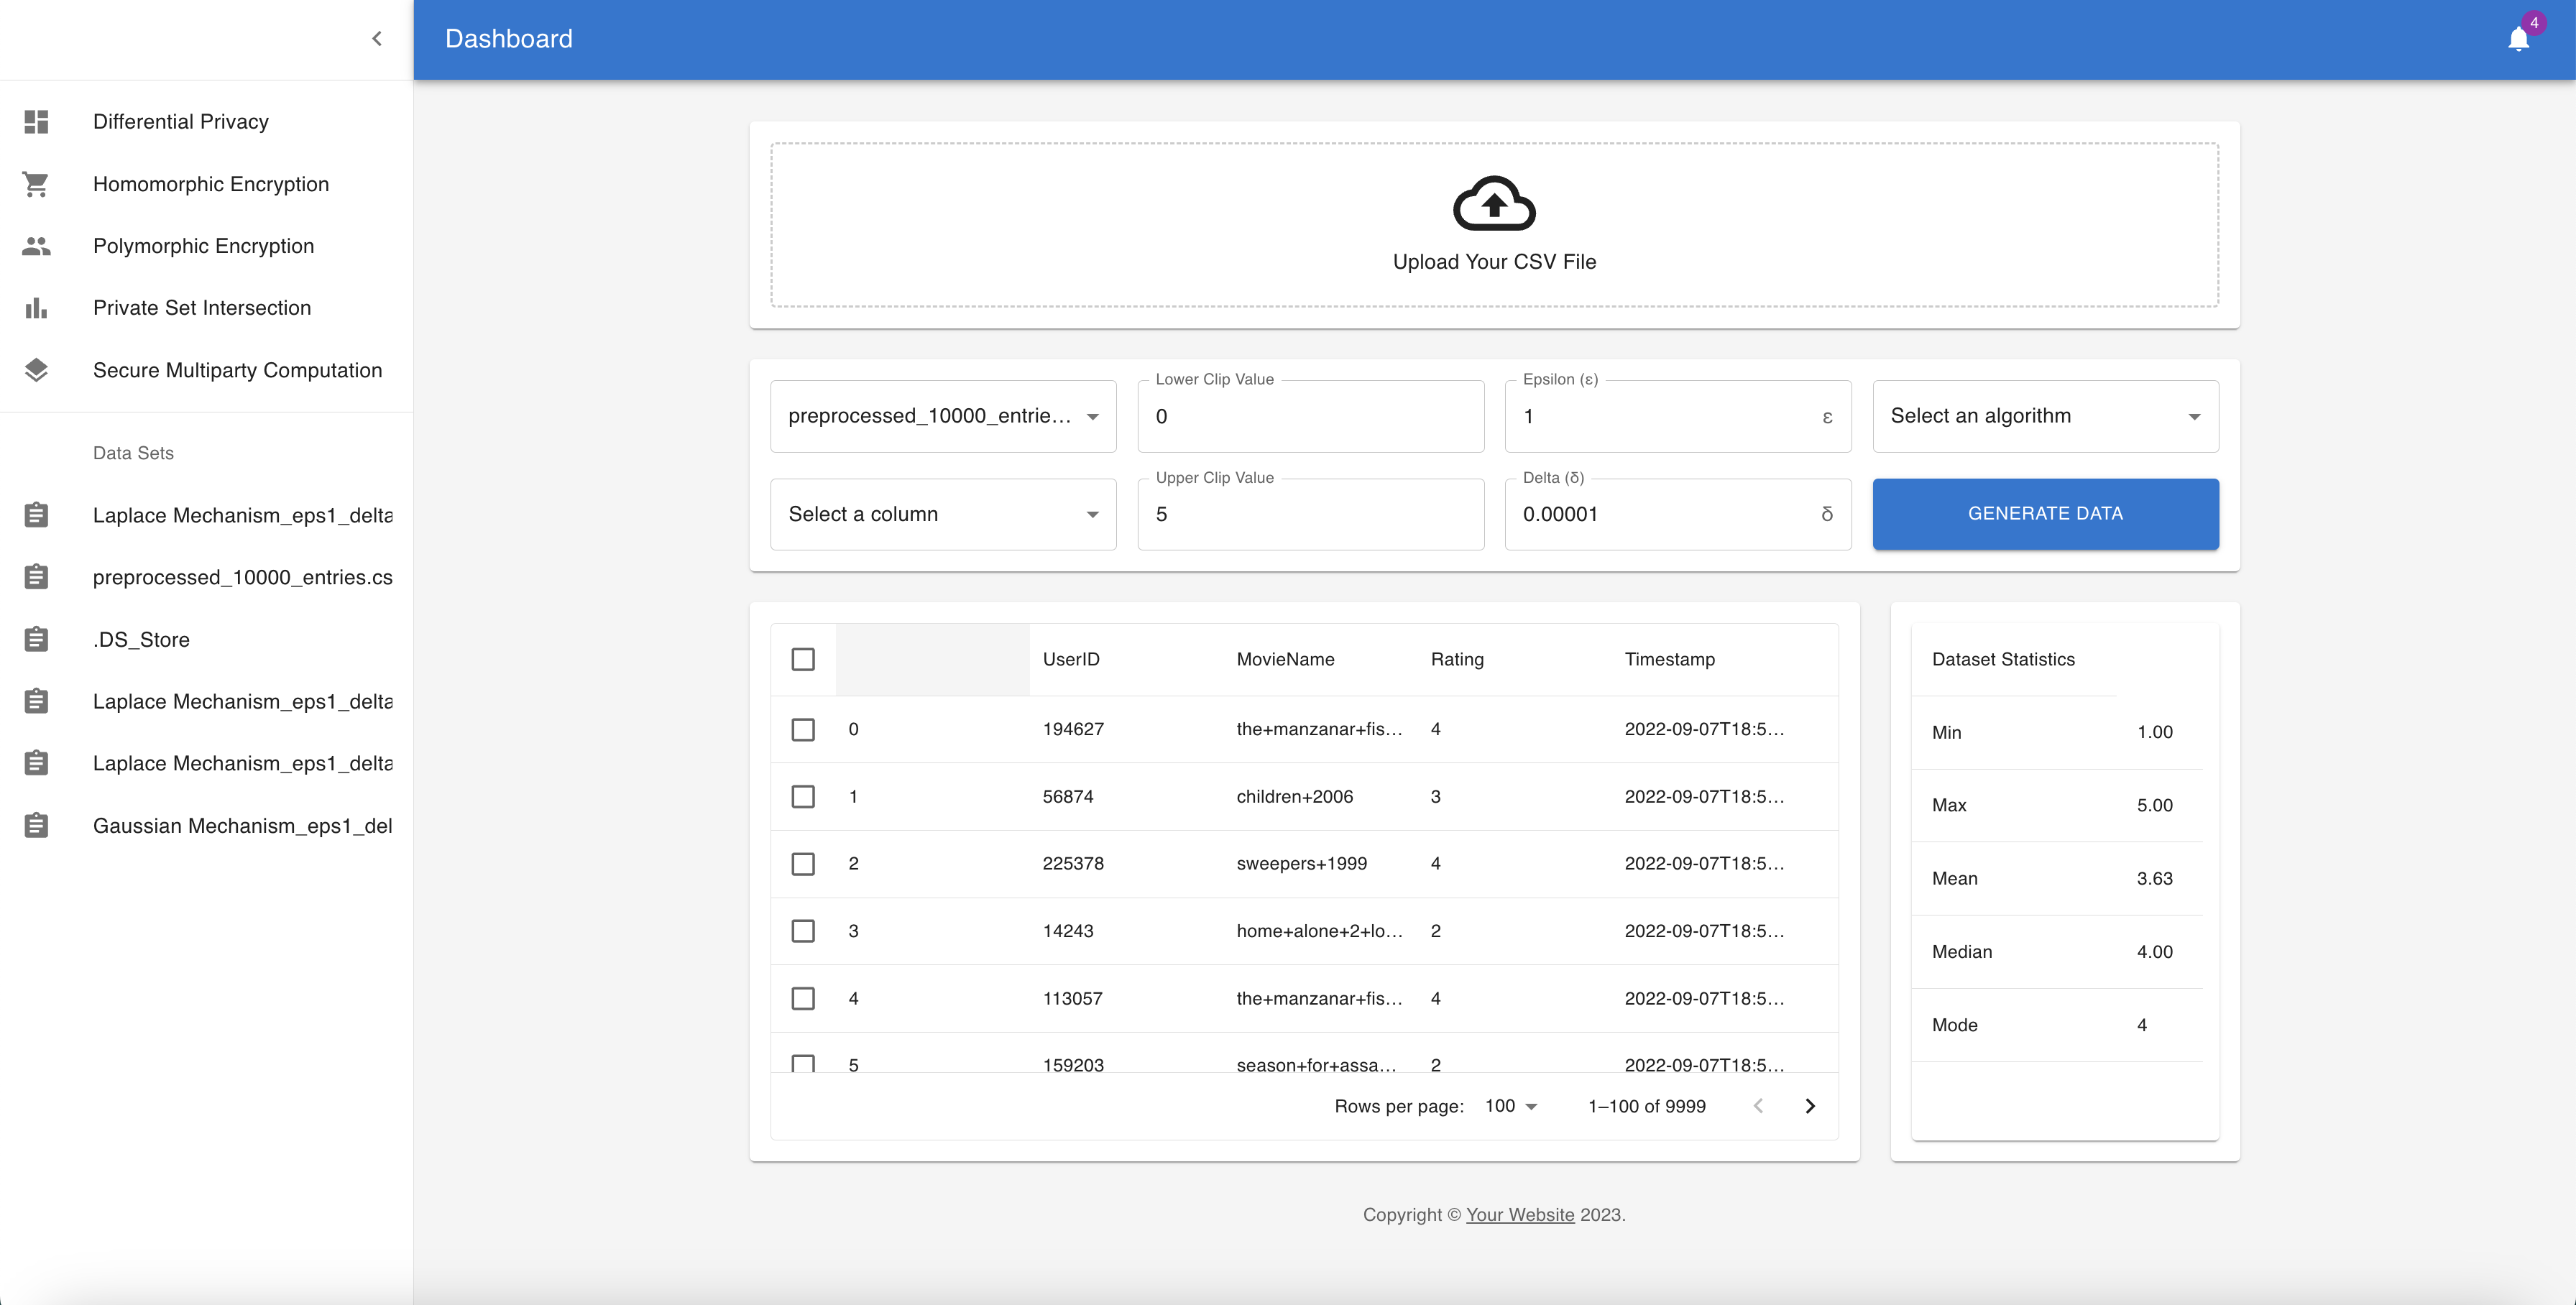 Dashboard
4
Differential Privacy
Homomorphic Encryption
Polymorphic Encryption
Private Set Intersection
Secure Multiparty Computation
Data Sets
Laplace Mechanism_eps1_delta
preprocessed_10000_entries.cs
.DS_Store
Laplace Mechanism_eps1_delta
Laplace Mechanism_eps1_delta
Gaussian Mechanism_eps1_del
Upload Your CSV File
preprocessed_10000_entrie...
Lower Clip Value
0
Epsilon (ε)
1 ε
Select an algorithm
Select a column
Upper Clip Value
5
Delta (δ)
0.00001 δ
GENERATE DATA
UserID MovieName Rating Timestamp
0 194627 the+manzanar+fis... 4 2022-09-07T18:5...
1 56874 children+2006 3 2022-09-07T18:5...
2 225378 sweepers+1999 4 2022-09-07T18:5...
3 14243 home+alone+2+lo... 2 2022-09-07T18:5...
4 113057 the+manzanar+fis... 4 2022-09-07T18:5...
5 159203 season+for+assa... 2 2022-09-07T18:5...
Rows per page: 100 1–100 of 9999
Dataset Statistics
Min 1.00
Max 5.00
Mean 3.63
Median 4.00
Mode 4
Copyright © Your Website 2023.